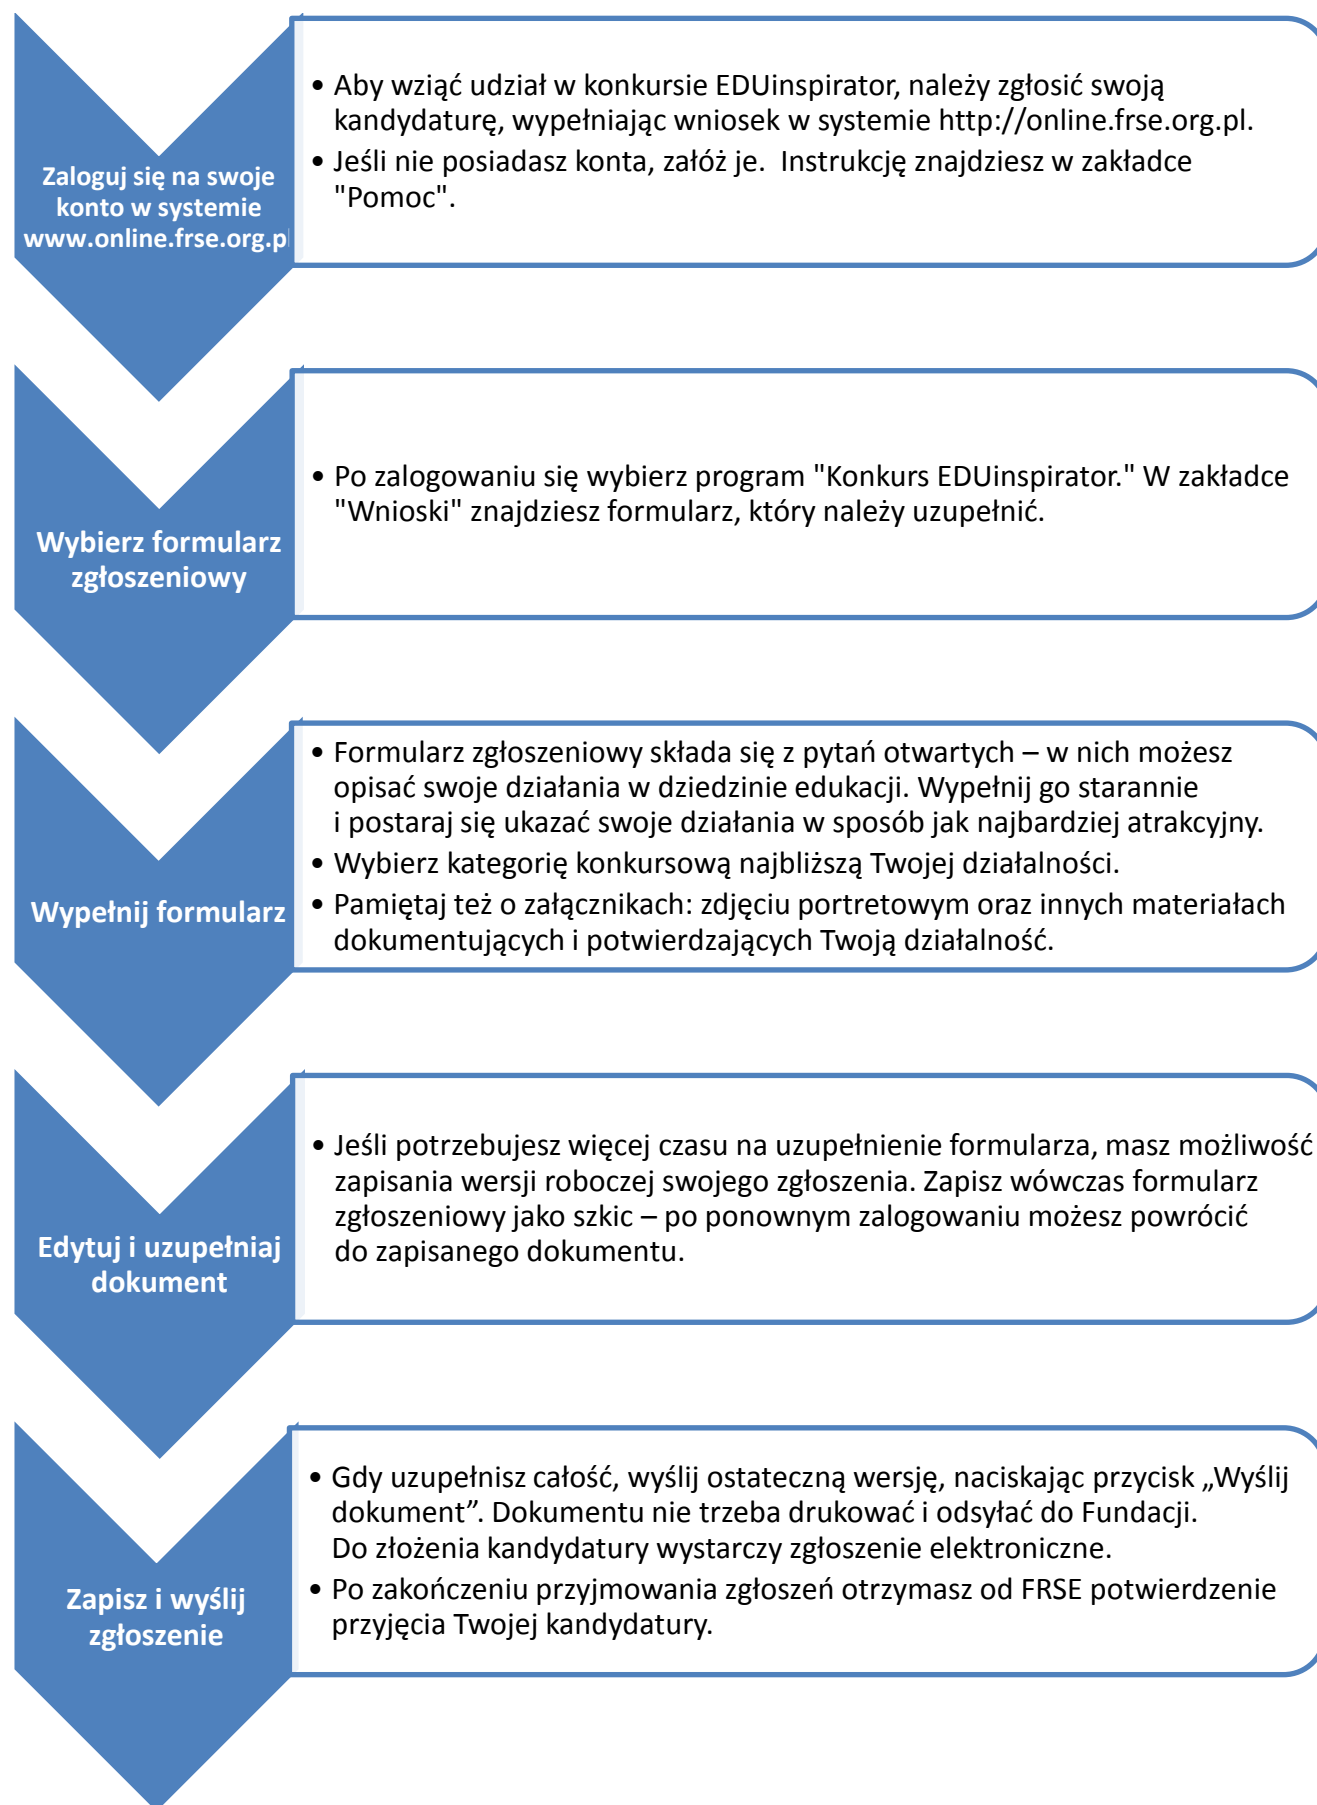 Zaloguj się na swoje
konto w systemie
www.online.frse.org.pl
• Aby wziąć udział w konkursie EDUinspirator, należy zgłosić swoją
kandydaturę, wypełniając wniosek w systemie http://online.frse.org.pl.
• Jeśli nie posiadasz konta, załóż je.  Instrukcję znajdziesz w zakładce
"Pomoc".
Wybierz formularz
zgłoszeniowy
• Po zalogowaniu się wybierz program "Konkurs EDUinspirator." W zakładce
"Wnioski" znajdziesz formularz, który należy uzupełnić.
Wypełnij formularz
• Formularz zgłoszeniowy składa się z pytań otwartych – w nich możesz
opisać swoje działania w dziedzinie edukacji. Wypełnij go starannie
i postaraj się ukazać swoje działania w sposób jak najbardziej atrakcyjny.
• Wybierz kategorię konkursową najbliższą Twojej działalności.
• Pamiętaj też o załącznikach: zdjęciu portretowym oraz innych materiałach
dokumentujących i potwierdzających Twoją działalność.
Edytuj i uzupełniaj
dokument
• Jeśli potrzebujesz więcej czasu na uzupełnienie formularza, masz możliwość
zapisania wersji roboczej swojego zgłoszenia. Zapisz wówczas formularz
zgłoszeniowy jako szkic – po ponownym zalogowaniu możesz powrócić
do zapisanego dokumentu.
Zapisz i wyślij
zgłoszenie
• Gdy uzupełnisz całość, wyślij ostateczną wersję, naciskając przycisk „Wyślij
dokument”. Dokumentu nie trzeba drukować i odsyłać do Fundacji.
Do złożenia kandydatury wystarczy zgłoszenie elektroniczne.
• Po zakończeniu przyjmowania zgłoszeń otrzymasz od FRSE potwierdzenie
przyjęcia Twojej kandydatury.